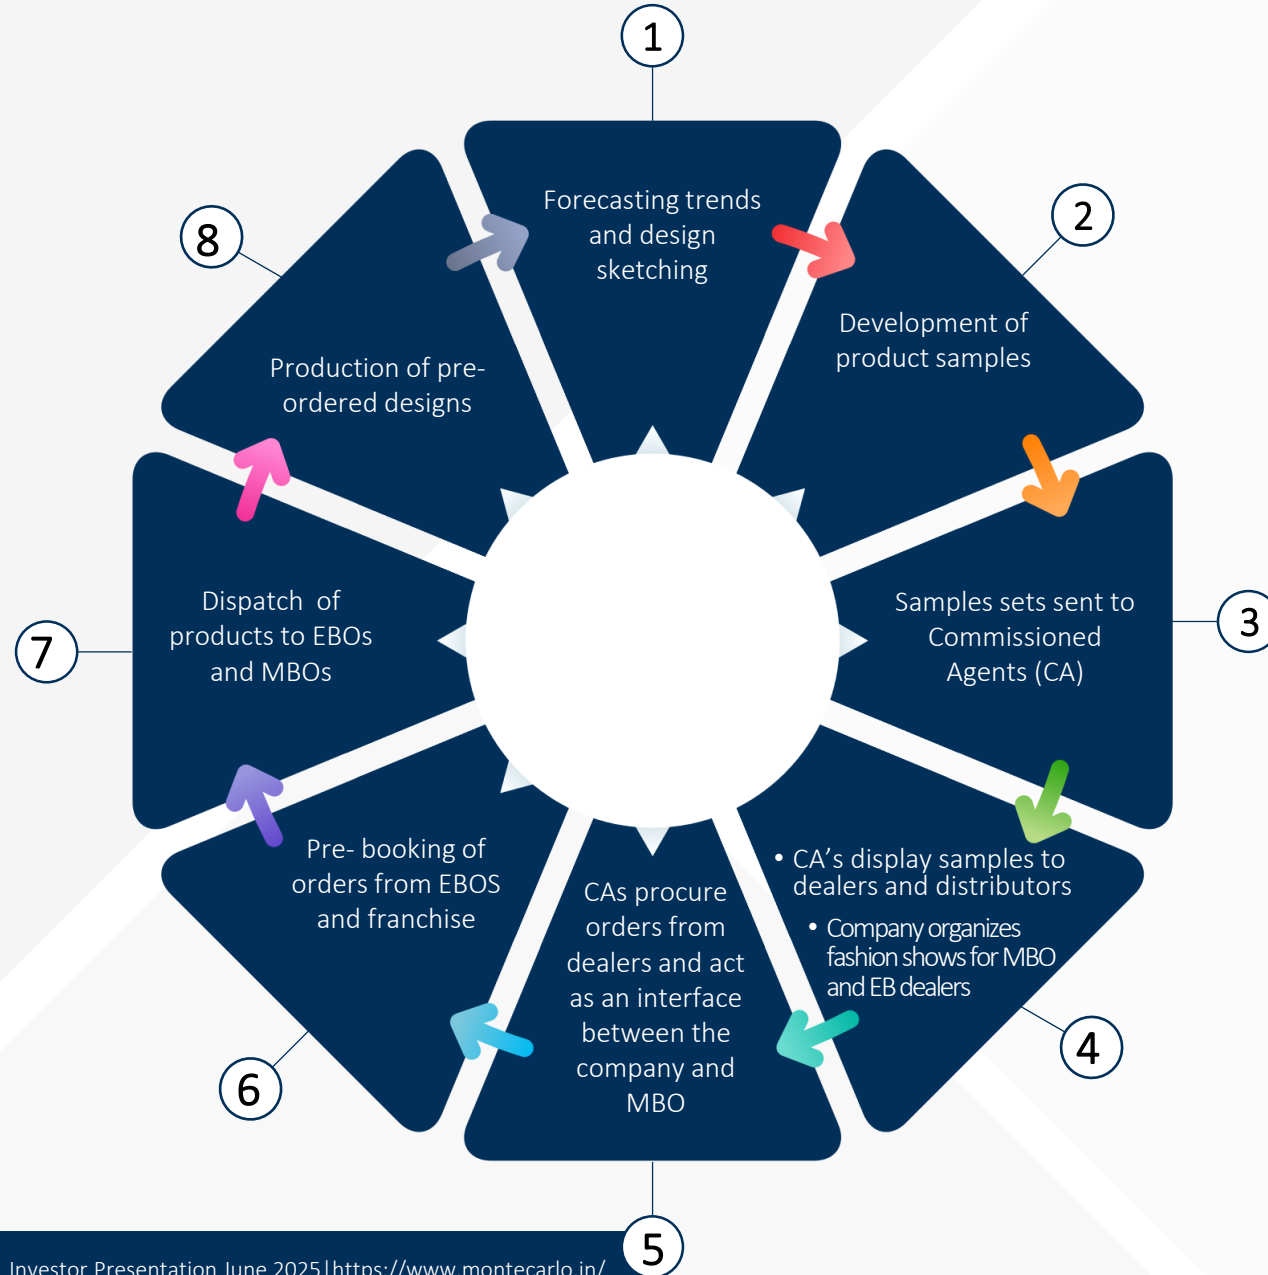 1
Forecasting trends
and design
sketching
2
Development of
product samples
3
Samples sets sent to
Commissioned
Agents (CA)
4
• CA’s display samples to
dealers and distributors
• Company organizes
fashion shows for MBO
and EB dealers
5
CAs procure
orders from
dealers and act
as an interface
between the
company and
MBO
6
Pre- booking of
orders from EBOS
and franchise
7
Dispatch of
products to EBOs
and MBOs
8
Production of pre-
ordered designs
Investor Presentation June 2025|https://www.montecarlo.in/